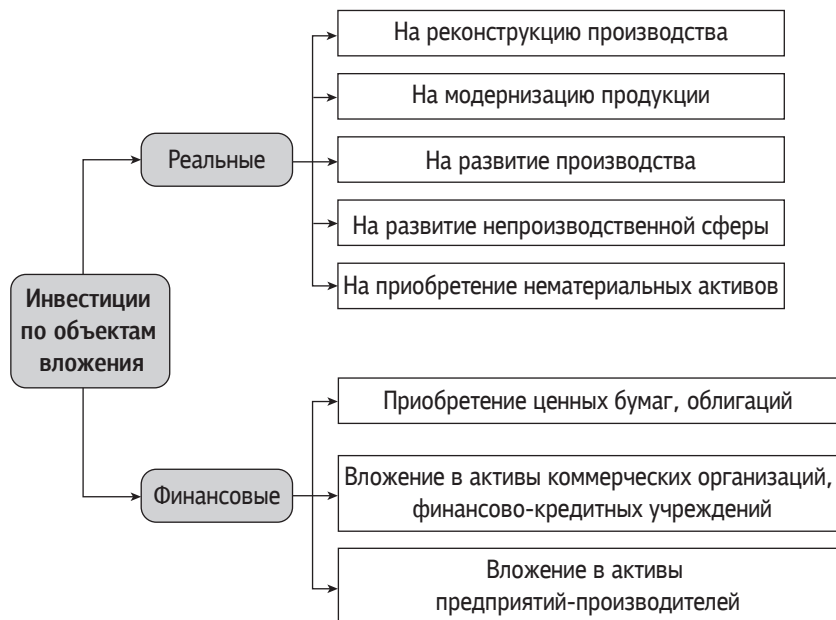 На реконструкцию производства
На модернизацию продукции
Реальные
На развитие производства
На развитие непроизводственной сферы
На приобретение нематериальных активов
Инвестиции
по объектам
вложения
Приобретение ценных бумаг, облигаций
Финансовые
Вложение в активы коммерческих организаций,
финансово-кредитных учреждений
Вложение в активы
предприятий-производителей